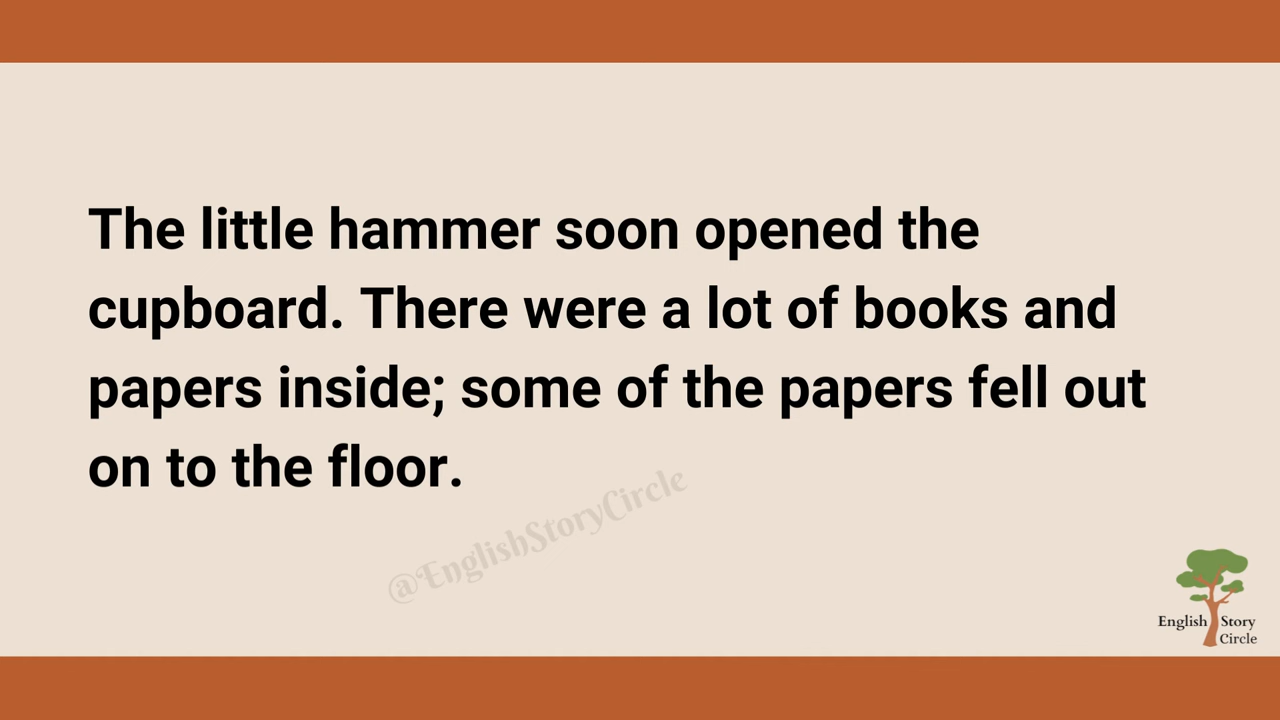 The little hammer soon opened the
cupboard. There were a lot of books and
papers inside; some of the papers fell out
on to the floor.
@EnglishStoryCircle
English Story
Circle